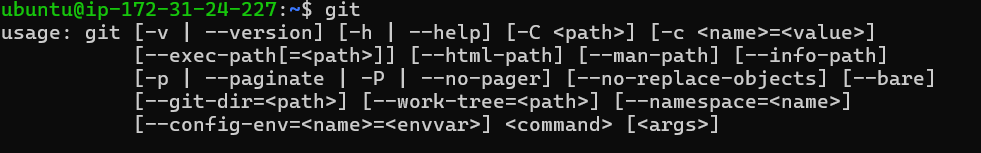 ubuntu@ip-172-31-24-227:~$ git
usage: git [-v | --version] [-h | --help] [-C <path>] [-c <name>=<value>]
           [--exec-path[=<path>]] [--html-path] [--man-path] [--info-path]
           [-p | --paginate | -P | --no-pager] [--no-replace-objects] [--bare]
           [--git-dir=<path>] [--work-tree=<path>] [--namespace=<name>]
           [--config-env=<name>=<envvar>] <command> [<args>]